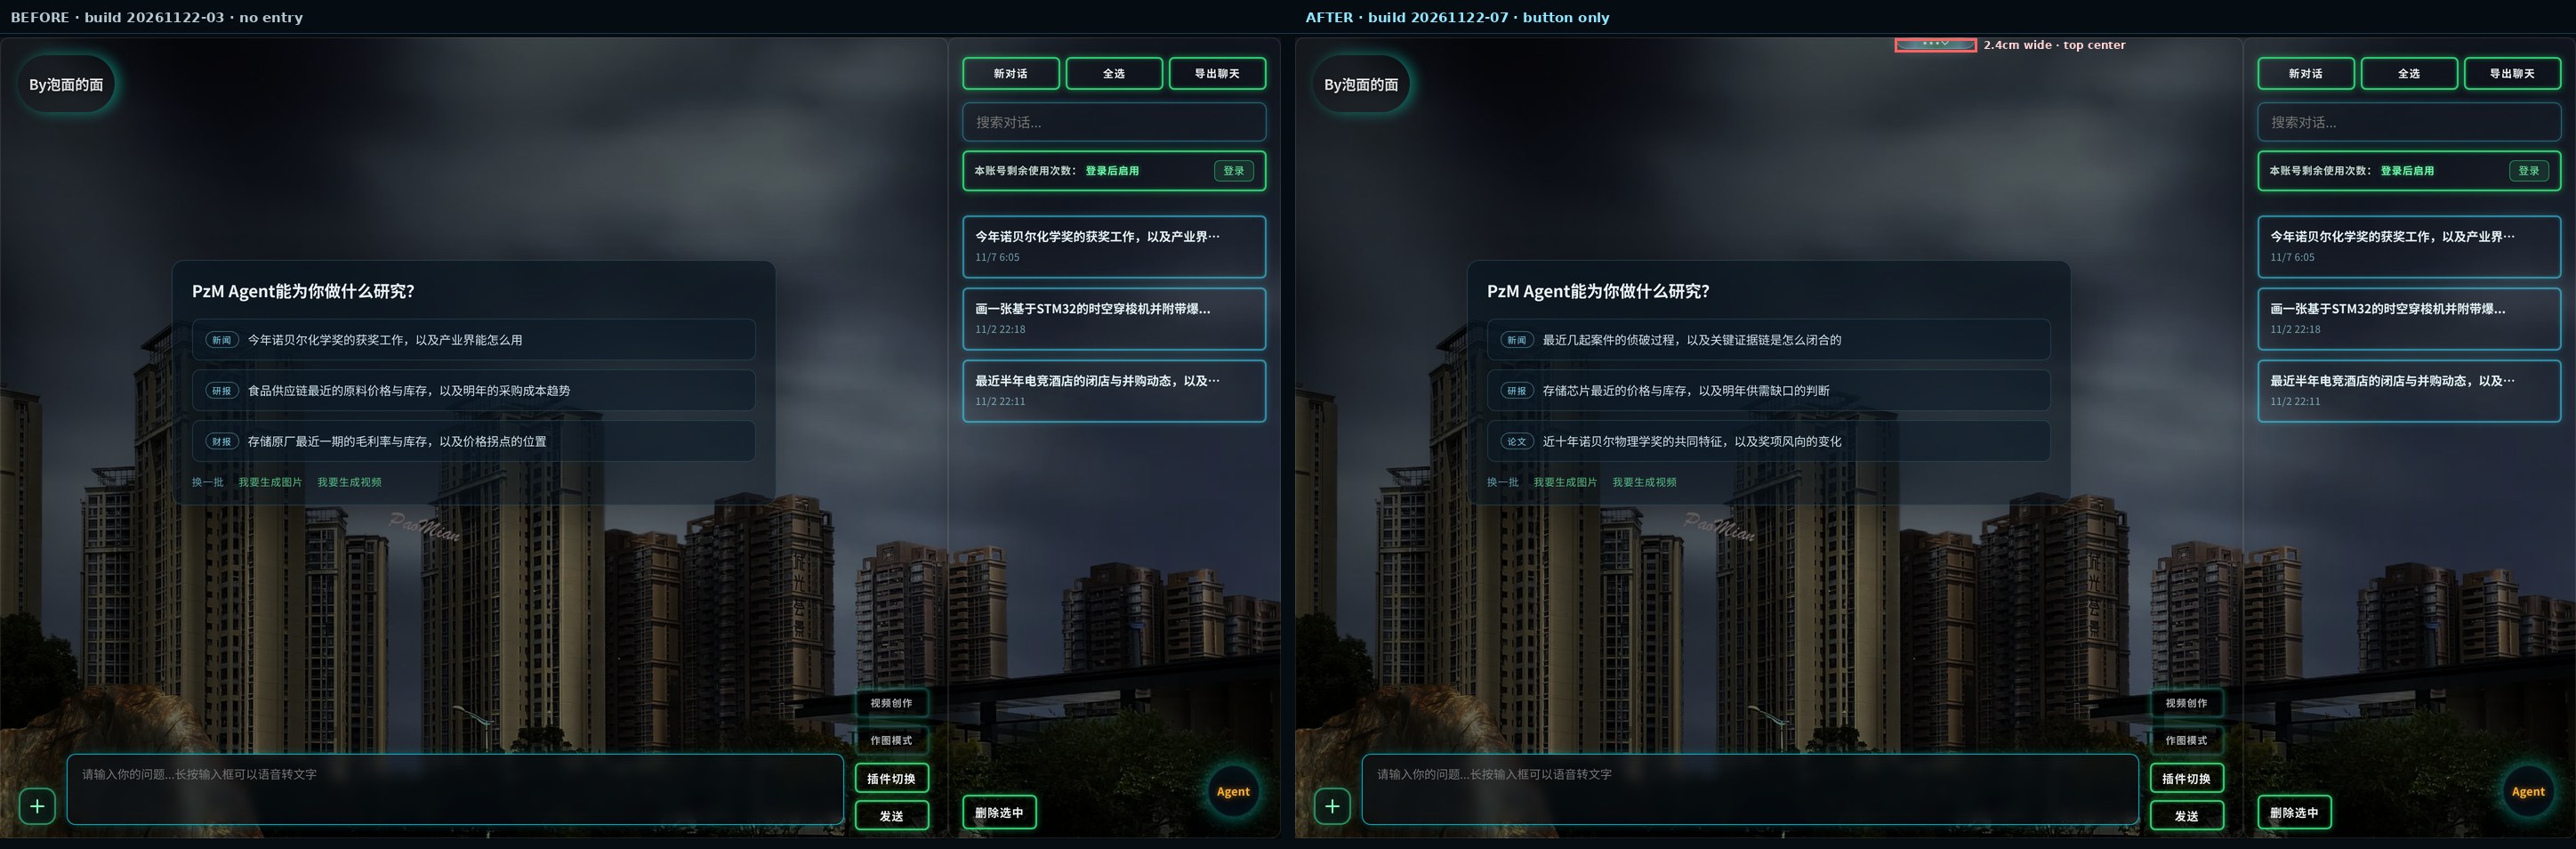 BEFORE · build 20261122-03 · no entry
By泡面的面
新对话
全选
导出聊天
搜索对话...
本账号剩余使用次数： 登录后启用
登录
今年诺贝尔化学奖的获奖工作，以及产业界…
11/7 6:05
画一张基于STM32的时空穿梭机并附带爆...
11/2 22:18
最近半年电竞酒店的闭店与并购动态，以及…
11/2 22:11
PzM Agent能为你做什么研究？
新闻 今年诺贝尔化学奖的获奖工作，以及产业界能怎么用
研报 食品供应链最近的原料价格与库存，以及明年的采购成本趋势
财报 存储原厂最近一期的毛利率与库存，以及价格拐点的位置
换一批 我要生成图片 我要生成视频
PaoMian
视频创作
作图模式
请输入你的问题...长按输入框可以语音转文字
+
插件切换
发送
删除选中
Agent
AFTER · build 20261122-07 · button only
2.4cm wide · top center
By泡面的面
新对话
全选
导出聊天
搜索对话...
本账号剩余使用次数： 登录后启用
登录
今年诺贝尔化学奖的获奖工作，以及产业界…
11/7 6:05
画一张基于STM32的时空穿梭机并附带爆...
11/2 22:18
最近半年电竞酒店的闭店与并购动态，以及…
11/2 22:11
PzM Agent能为你做什么研究？
新闻 最近几起案件的侦破过程，以及关键证据链是怎么闭合的
研报 存储芯片最近的价格与库存，以及明年供需缺口的判断
论文 近十年诺贝尔物理学奖的共同特征，以及奖项风向的变化
换一批 我要生成图片 我要生成视频
PaoMian
视频创作
作图模式
请输入你的问题...长按输入框可以语音转文字
+
插件切换
发送
删除选中
Agent